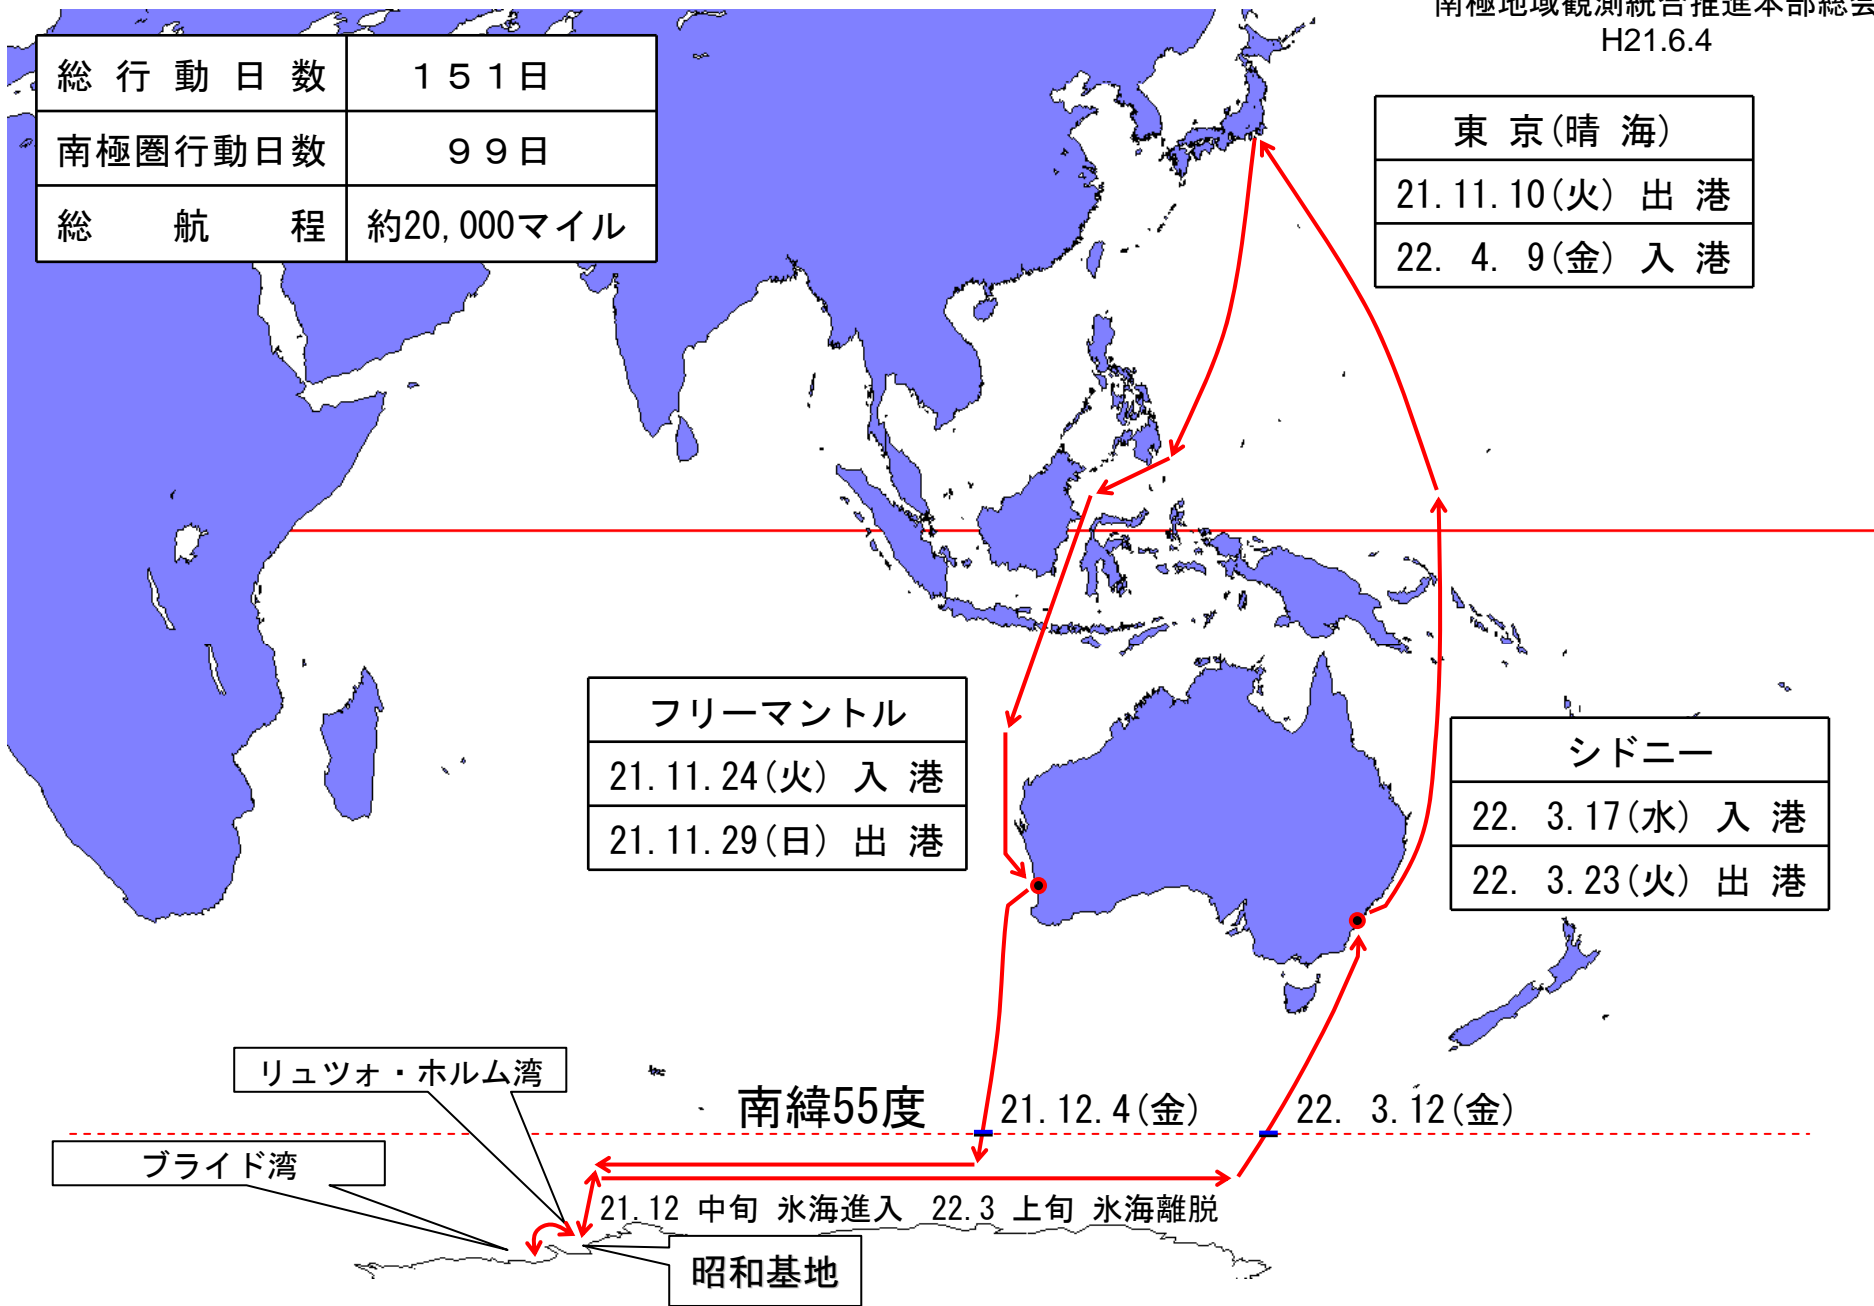 南極地域観測統合推進本部総会
H21.6.4
総行動日数 151日
南極圏行動日数 99日
総航程 約20,000マイル
東京(晴海)
21.11.10(火) 出港
22. 4. 9(金) 入港
フリーマントル
21.11.24(火) 入港
21.11.29(日) 出港
シドニー
22. 3.17(水) 入港
22. 3.23(火) 出港
リュツォ・ホルム湾
南緯55度 21.12.4(金) 22. 3.12(金)
ブライド湾
21.12 中旬 氷海進入 22.3 上旬 氷海離脱
昭和基地